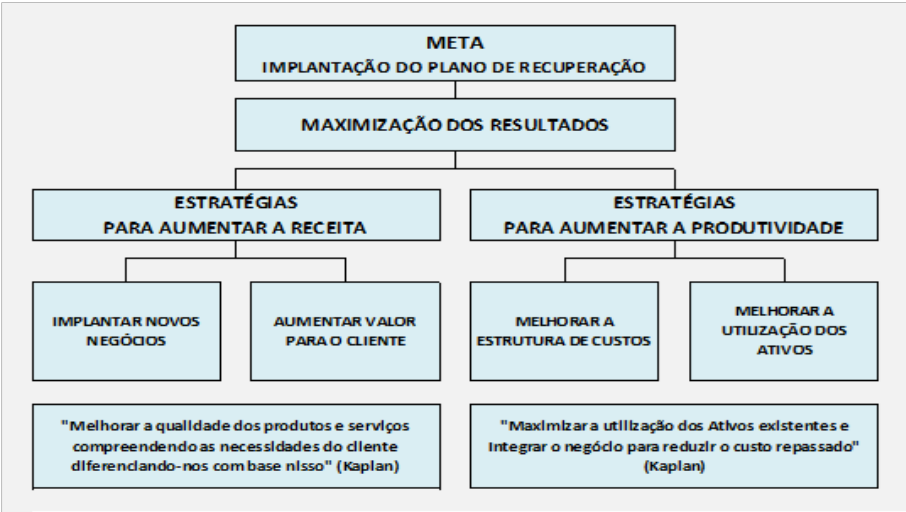 META
IMPLANTAÇÃO DO PLANO DE RECUPERAÇÃO
MAXIMIZAÇÃO DOS RESULTADOS
ESTRATÉGIAS
PARA AUMENTAR A RECEITA
ESTRATÉGIAS
PARA AUMENTAR A PRODUTIVIDADE
IMPLANTAR NOVOS
NEGÓCIOS
AUMENTAR VALOR
PARA O CLIENTE
MELHORAR A
ESTRUTURA DE CUSTOS
MELHORAR A
UTILIZAÇÃO DOS
ATIVOS
"Melhorar a qualidade dos produtos e serviços
compreendendo as necessidades do cliente
diferenciando-nos com base nisso" (Kaplan)
"Maximizar a utilização dos Ativos existentes e
integrar o negócio para reduzir o custo repassado"
(Kaplan)